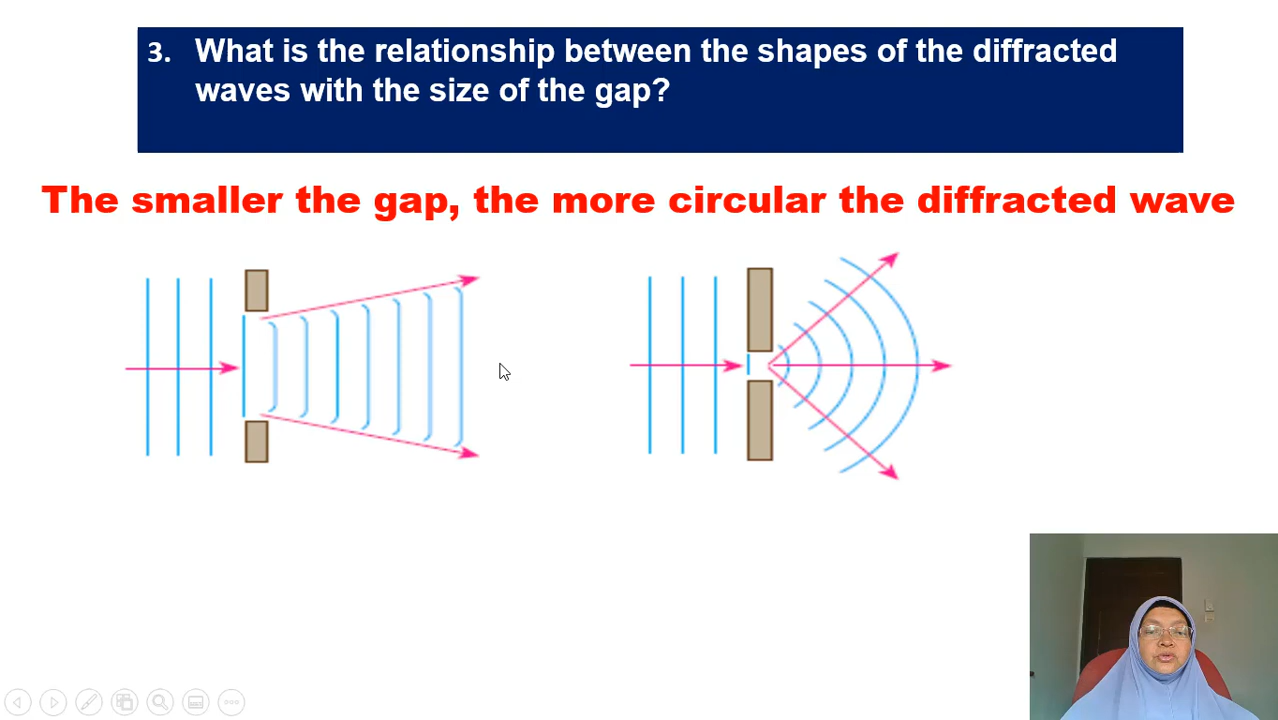 3. What is the relationship between the shapes of the diffracted
waves with the size of the gap?
The smaller the gap, the more circular the diffracted wave